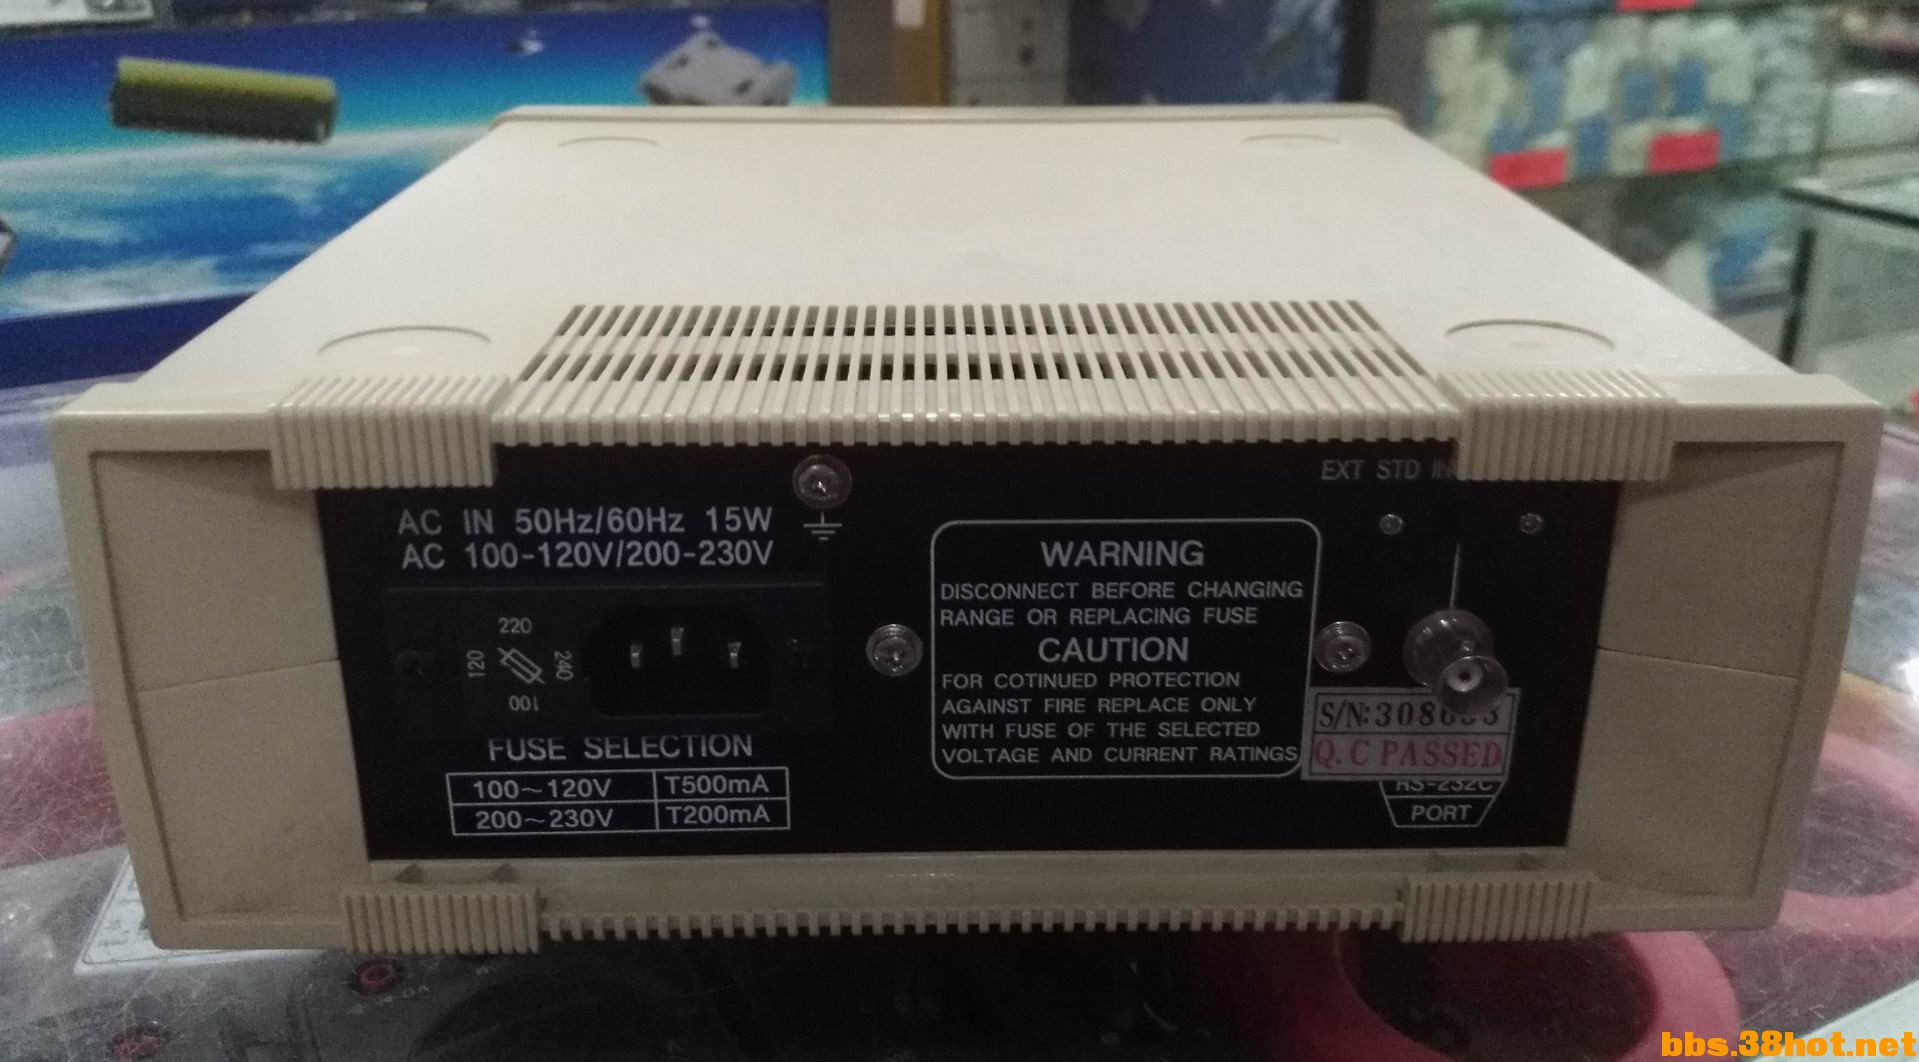 EXT STD
AC IN 50Hz/60Hz 15W
AC 100-120V/200-230V
220
120
240
100
FUSE SELECTION
100~120V T500mA
200~230V T200mA
WARNING
DISCONNECT BEFORE CHANGING
RANGE OR REPLACING FUSE
CAUTION
FOR COTINUED PROTECTION
AGAINST FIRE REPLACE ONLY
WITH FUSE OF THE SELECTED
VOLTAGE AND CURRENT RATINGS
S/N:
Q.C PASSED
RS-232C
PORT
bbs.38hot.net